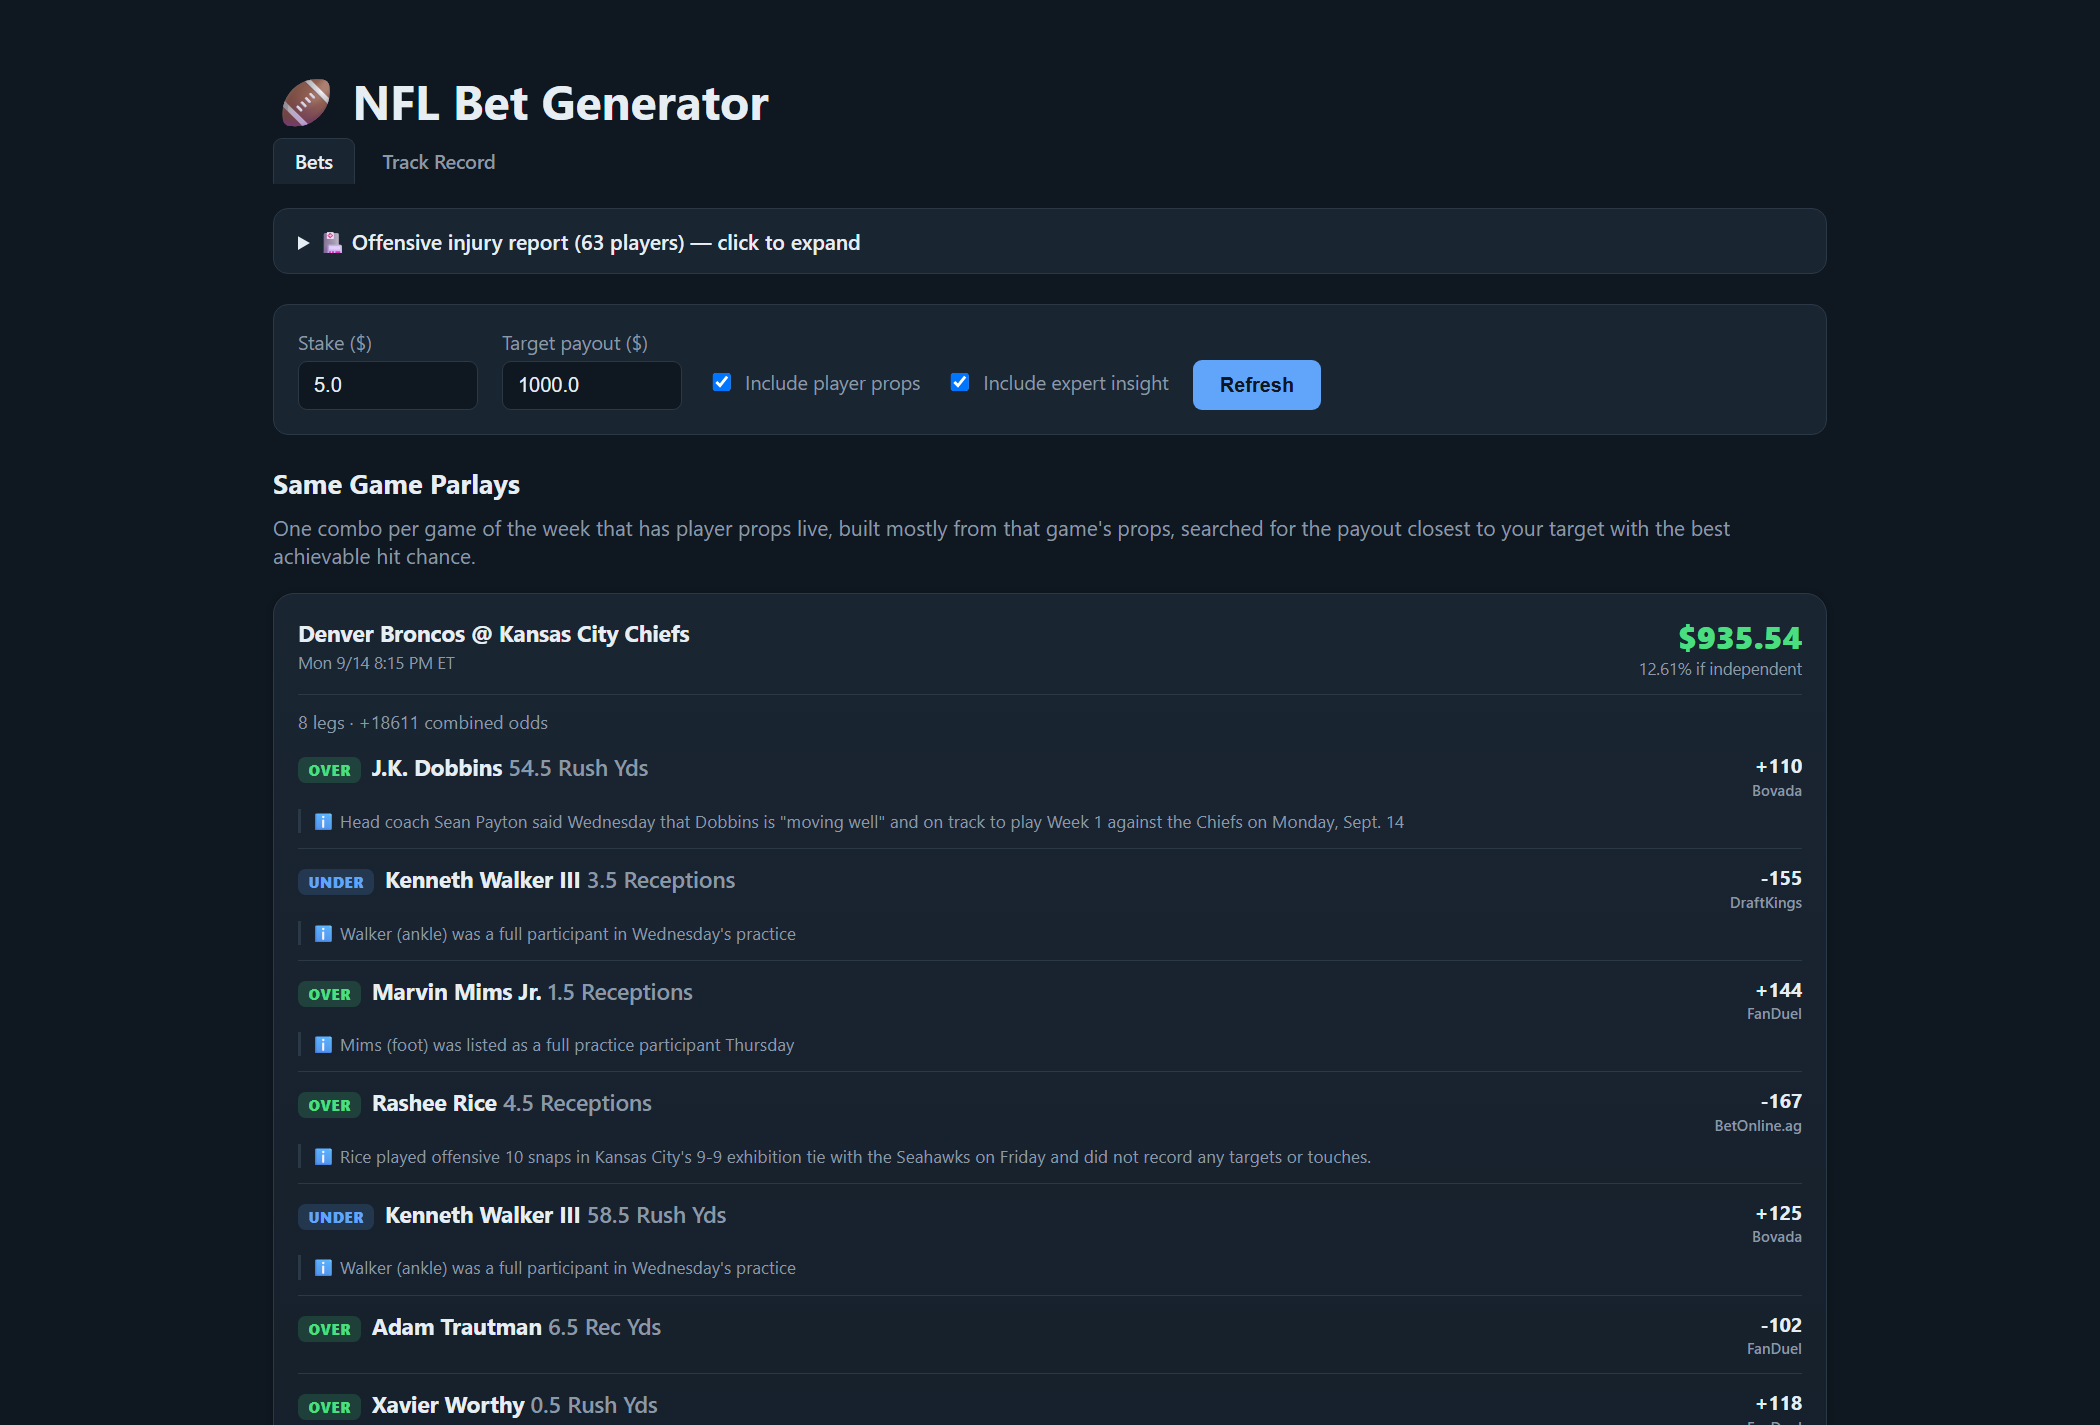 NFL Bet Generator
Bets
Track Record
Offensive injury report (63 players) — click to expand
Stake ($)
Target payout ($)
5.0
1000.0
Include player props
Include expert insight
Refresh
Same Game Parlays
One combo per game of the week that has player props live, built mostly from that game's props, searched for the payout closest to your target with the best
achievable hit chance.
Denver Broncos @ Kansas City Chiefs
$935.54
Mon 9/14 8:15 PM ET
12.61% if independent
8 legs · +18611 combined odds
OVER J.K. Dobbins 54.5 Rush Yds
+110
Bovada
Head coach Sean Payton said Wednesday that Dobbins is "moving well" and on track to play Week 1 against the Chiefs on Monday, Sept. 14
UNDER Kenneth Walker III 3.5 Receptions
-155
DraftKings
Walker (ankle) was a full participant in Wednesday's practice
OVER Marvin Mims Jr. 1.5 Receptions
+144
FanDuel
Mims (foot) was listed as a full practice participant Thursday
OVER Rashee Rice 4.5 Receptions
-167
BetOnline.ag
Rice played offensive 10 snaps in Kansas City's 9-9 exhibition tie with the Seahawks on Friday and did not record any targets or touches.
UNDER Kenneth Walker III 58.5 Rush Yds
+125
Bovada
Walker (ankle) was a full participant in Wednesday's practice
OVER Adam Trautman 6.5 Rec Yds
-102
FanDuel
OVER Xavier Worthy 0.5 Rush Yds
+118